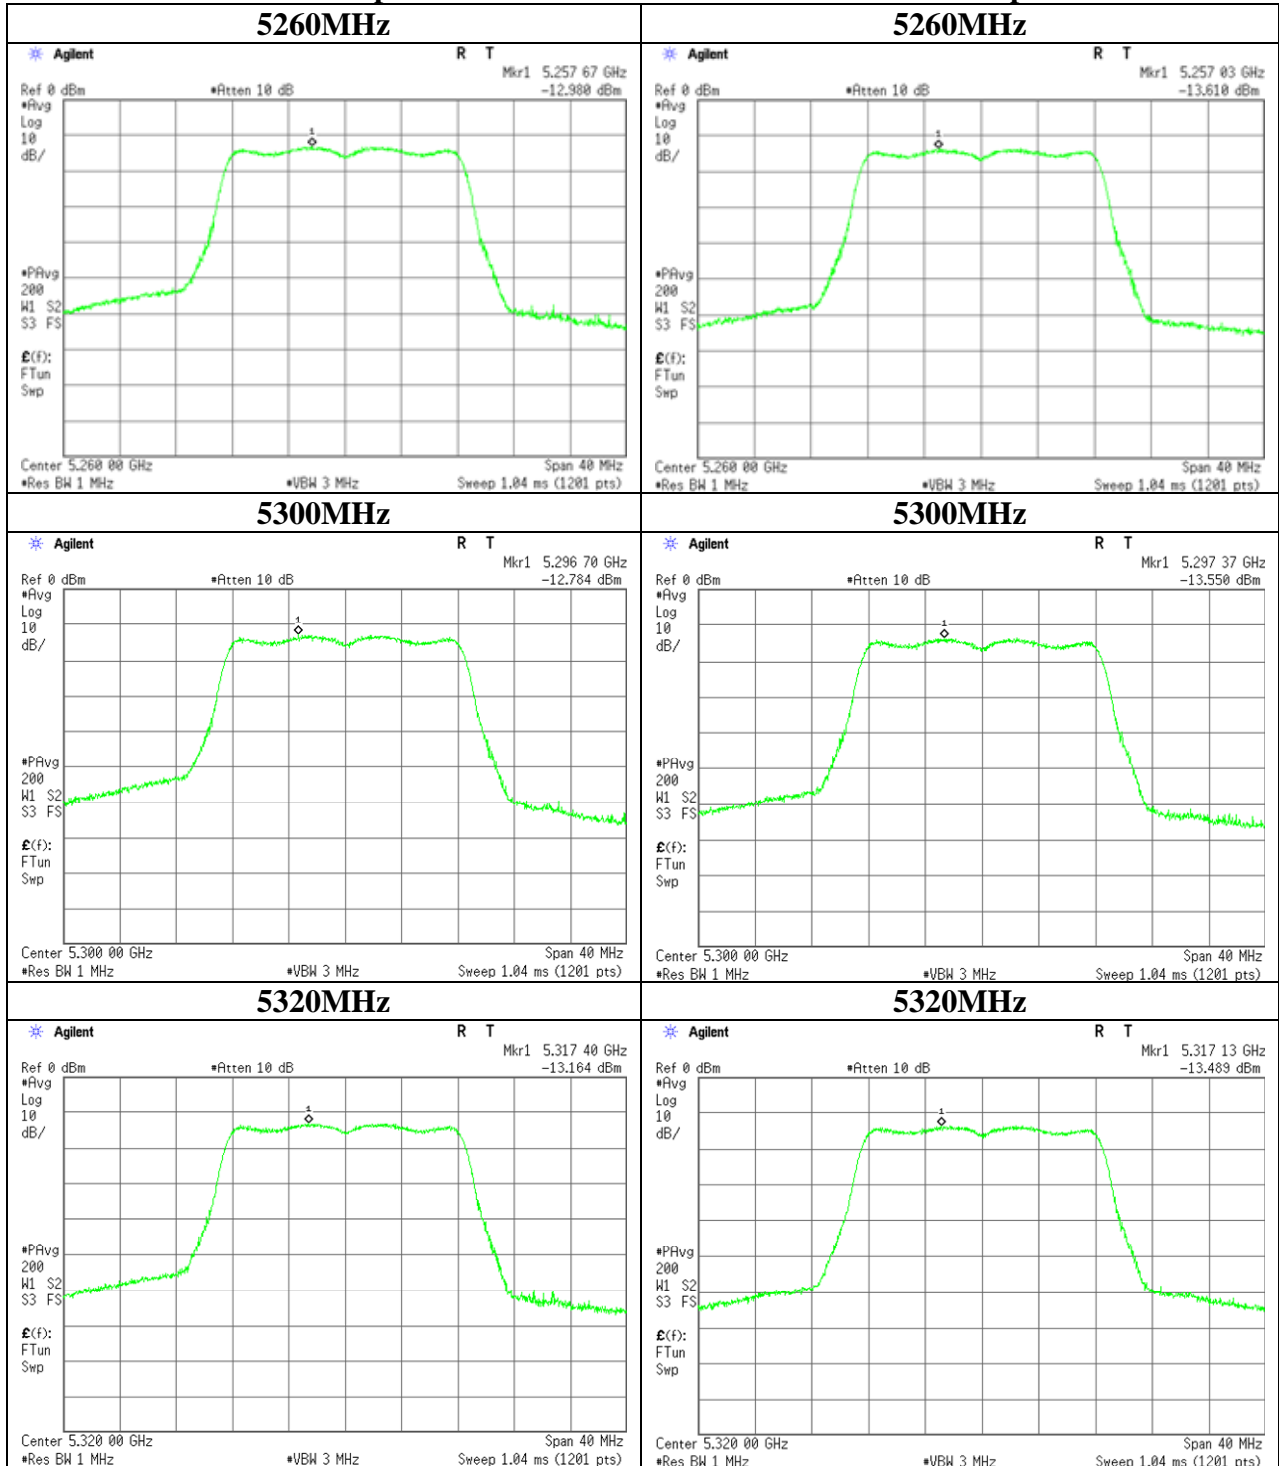 5260MHz
Agilent
R T
Mkr1 5.257 67 GHz
Ref 0 dBm
*Atten 10 dB
-12.980 dBm
*Avg
Log
10
dB/
1
*PAvg
200
W1 S2
S3 FS
£(f):
FTun
Swp
Center 5.260 00 GHz
Span 40 MHz
*Res BW 1 MHz
*VBW 3 MHz
Sweep 1.04 ms (1201 pts)
5260MHz
Agilent
R T
Mkr1 5.257 03 GHz
Ref 0 dBm
*Atten 10 dB
-13.610 dBm
*Avg
Log
10
dB/
1
*PAvg
200
W1 S2
S3 FS
£(f):
FTun
Swp
Center 5.260 00 GHz
Span 40 MHz
*Res BW 1 MHz
*VBW 3 MHz
Sweep 1.04 ms (1201 pts)
5300MHz
Agilent
R T
Mkr1 5.296 70 GHz
Ref 0 dBm
*Atten 10 dB
-12.784 dBm
*Avg
Log
10
dB/
1
*PAvg
200
W1 S2
S3 FS
£(f):
FTun
Swp
Center 5.300 00 GHz
Span 40 MHz
*Res BW 1 MHz
*VBW 3 MHz
Sweep 1.04 ms (1201 pts)
5300MHz
Agilent
R T
Mkr1 5.297 37 GHz
Ref 0 dBm
*Atten 10 dB
-13.550 dBm
*Avg
Log
10
dB/
1
*PAvg
200
W1 S2
S3 FS
£(f):
FTun
Swp
Center 5.300 00 GHz
Span 40 MHz
*Res BW 1 MHz
*VBW 3 MHz
Sweep 1.04 ms (1201 pts)
5320MHz
Agilent
R T
Mkr1 5.317 40 GHz
Ref 0 dBm
*Atten 10 dB
-13.164 dBm
*Avg
Log
10
dB/
1
*PAvg
200
W1 S2
S3 FS
£(f):
FTun
Swp
Center 5.320 00 GHz
Span 40 MHz
*Res BW 1 MHz
*VBW 3 MHz
Sweep 1.04 ms (1201 pts)
5320MHz
Agilent
R T
Mkr1 5.317 13 GHz
Ref 0 dBm
*Atten 10 dB
-13.489 dBm
*Avg
Log
10
dB/
1
*PAvg
200
W1 S2
S3 FS
£(f):
FTun
Swp
Center 5.320 00 GHz
Span 40 MHz
*Res BW 1 MHz
*VBW 3 MHz
Sweep 1.04 ms (1201 pts)